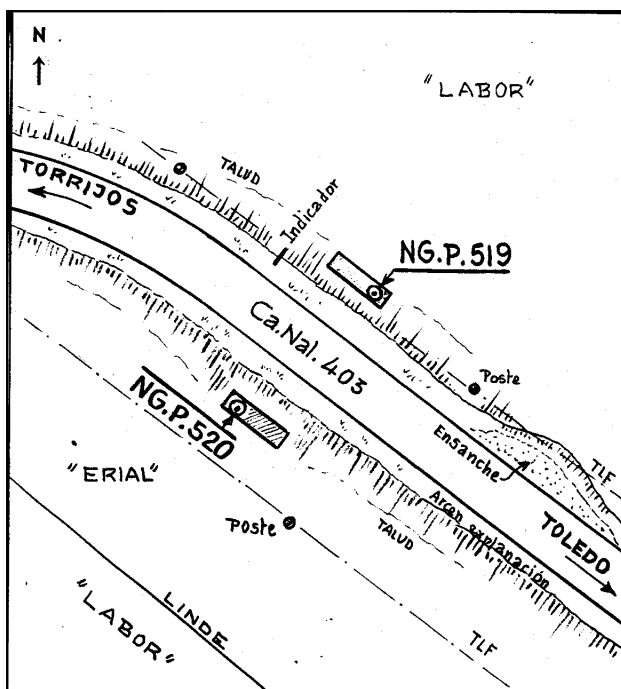 N
"LABOR"
TALUD
TORRIJOS
Indicador
NG.P.519
Ca.Nal. 403
Poste
NG.P.520
Ensanche
TLF
"ERIAL"
Arcen explanación
TOLEDO
Poste
TALUD
LINDE
"LABOR"
TLF